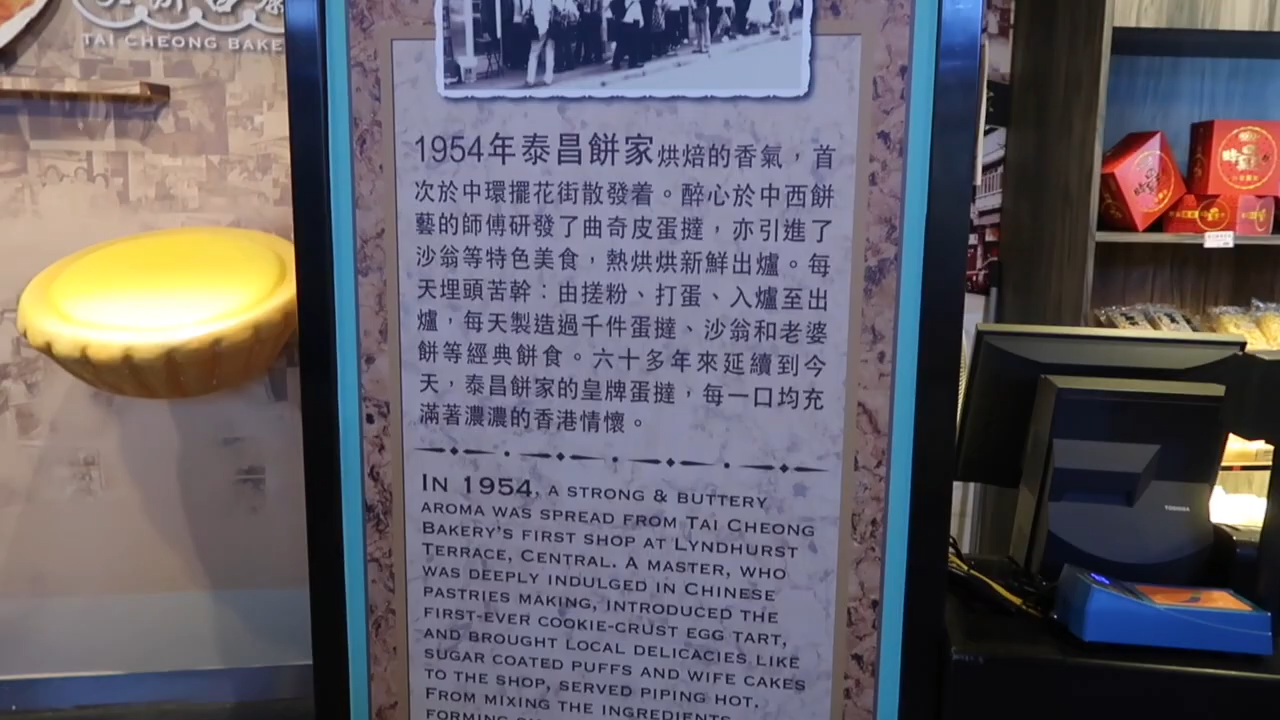 TAI CHEONG BAKE
1954年泰昌餅家烘焙的香氣，首
次於中環擺花街散發着。醉心於中西餅
藝的師傅研發了曲奇皮蛋撻，亦引進了
沙翁等特色美食，熱烘烘新鮮出爐。每
天埋頭苦幹：由搓粉、打蛋、入爐至出
爐，每天製造過千件蛋撻、沙翁和老婆
餅等經典餅食。六十多年來延續到今
天，泰昌餅家的皇牌蛋撻，每一口均充
滿著濃濃的香港情懷。
IN 1954, A STRONG & BUTTERY
AROMA WAS SPREAD FROM TAI CHEONG
BAKERY'S FIRST SHOP AT LYNDHURST
TERRACE, CENTRAL. A MASTER, WHO
WAS DEEPLY INDULGED IN CHINESE
PASTRIES MAKING, INTRODUCED THE
FIRST-EVER COOKIE-CRUST EGG TART,
AND BROUGHT LOCAL DELICACIES LIKE
SUGAR COATED PUFFS AND WIFE CAKES
TO THE SHOP, SERVED PIPING HOT.
FROM MIXING THE INGREDIENTS,
TOSHIBA